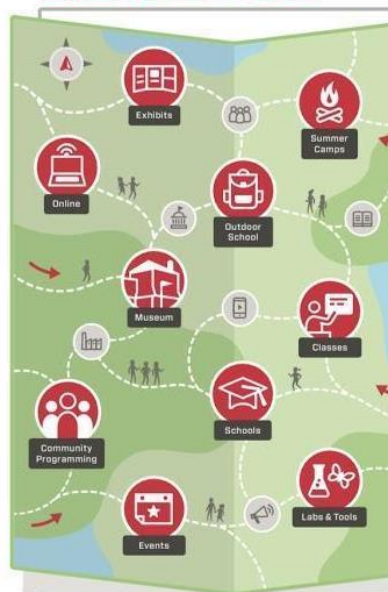 Exhibits
Summer
Camps
Online
Outdoor
School
Museum
Classes
Schools
Community
Programming
Labs & Tools
Events